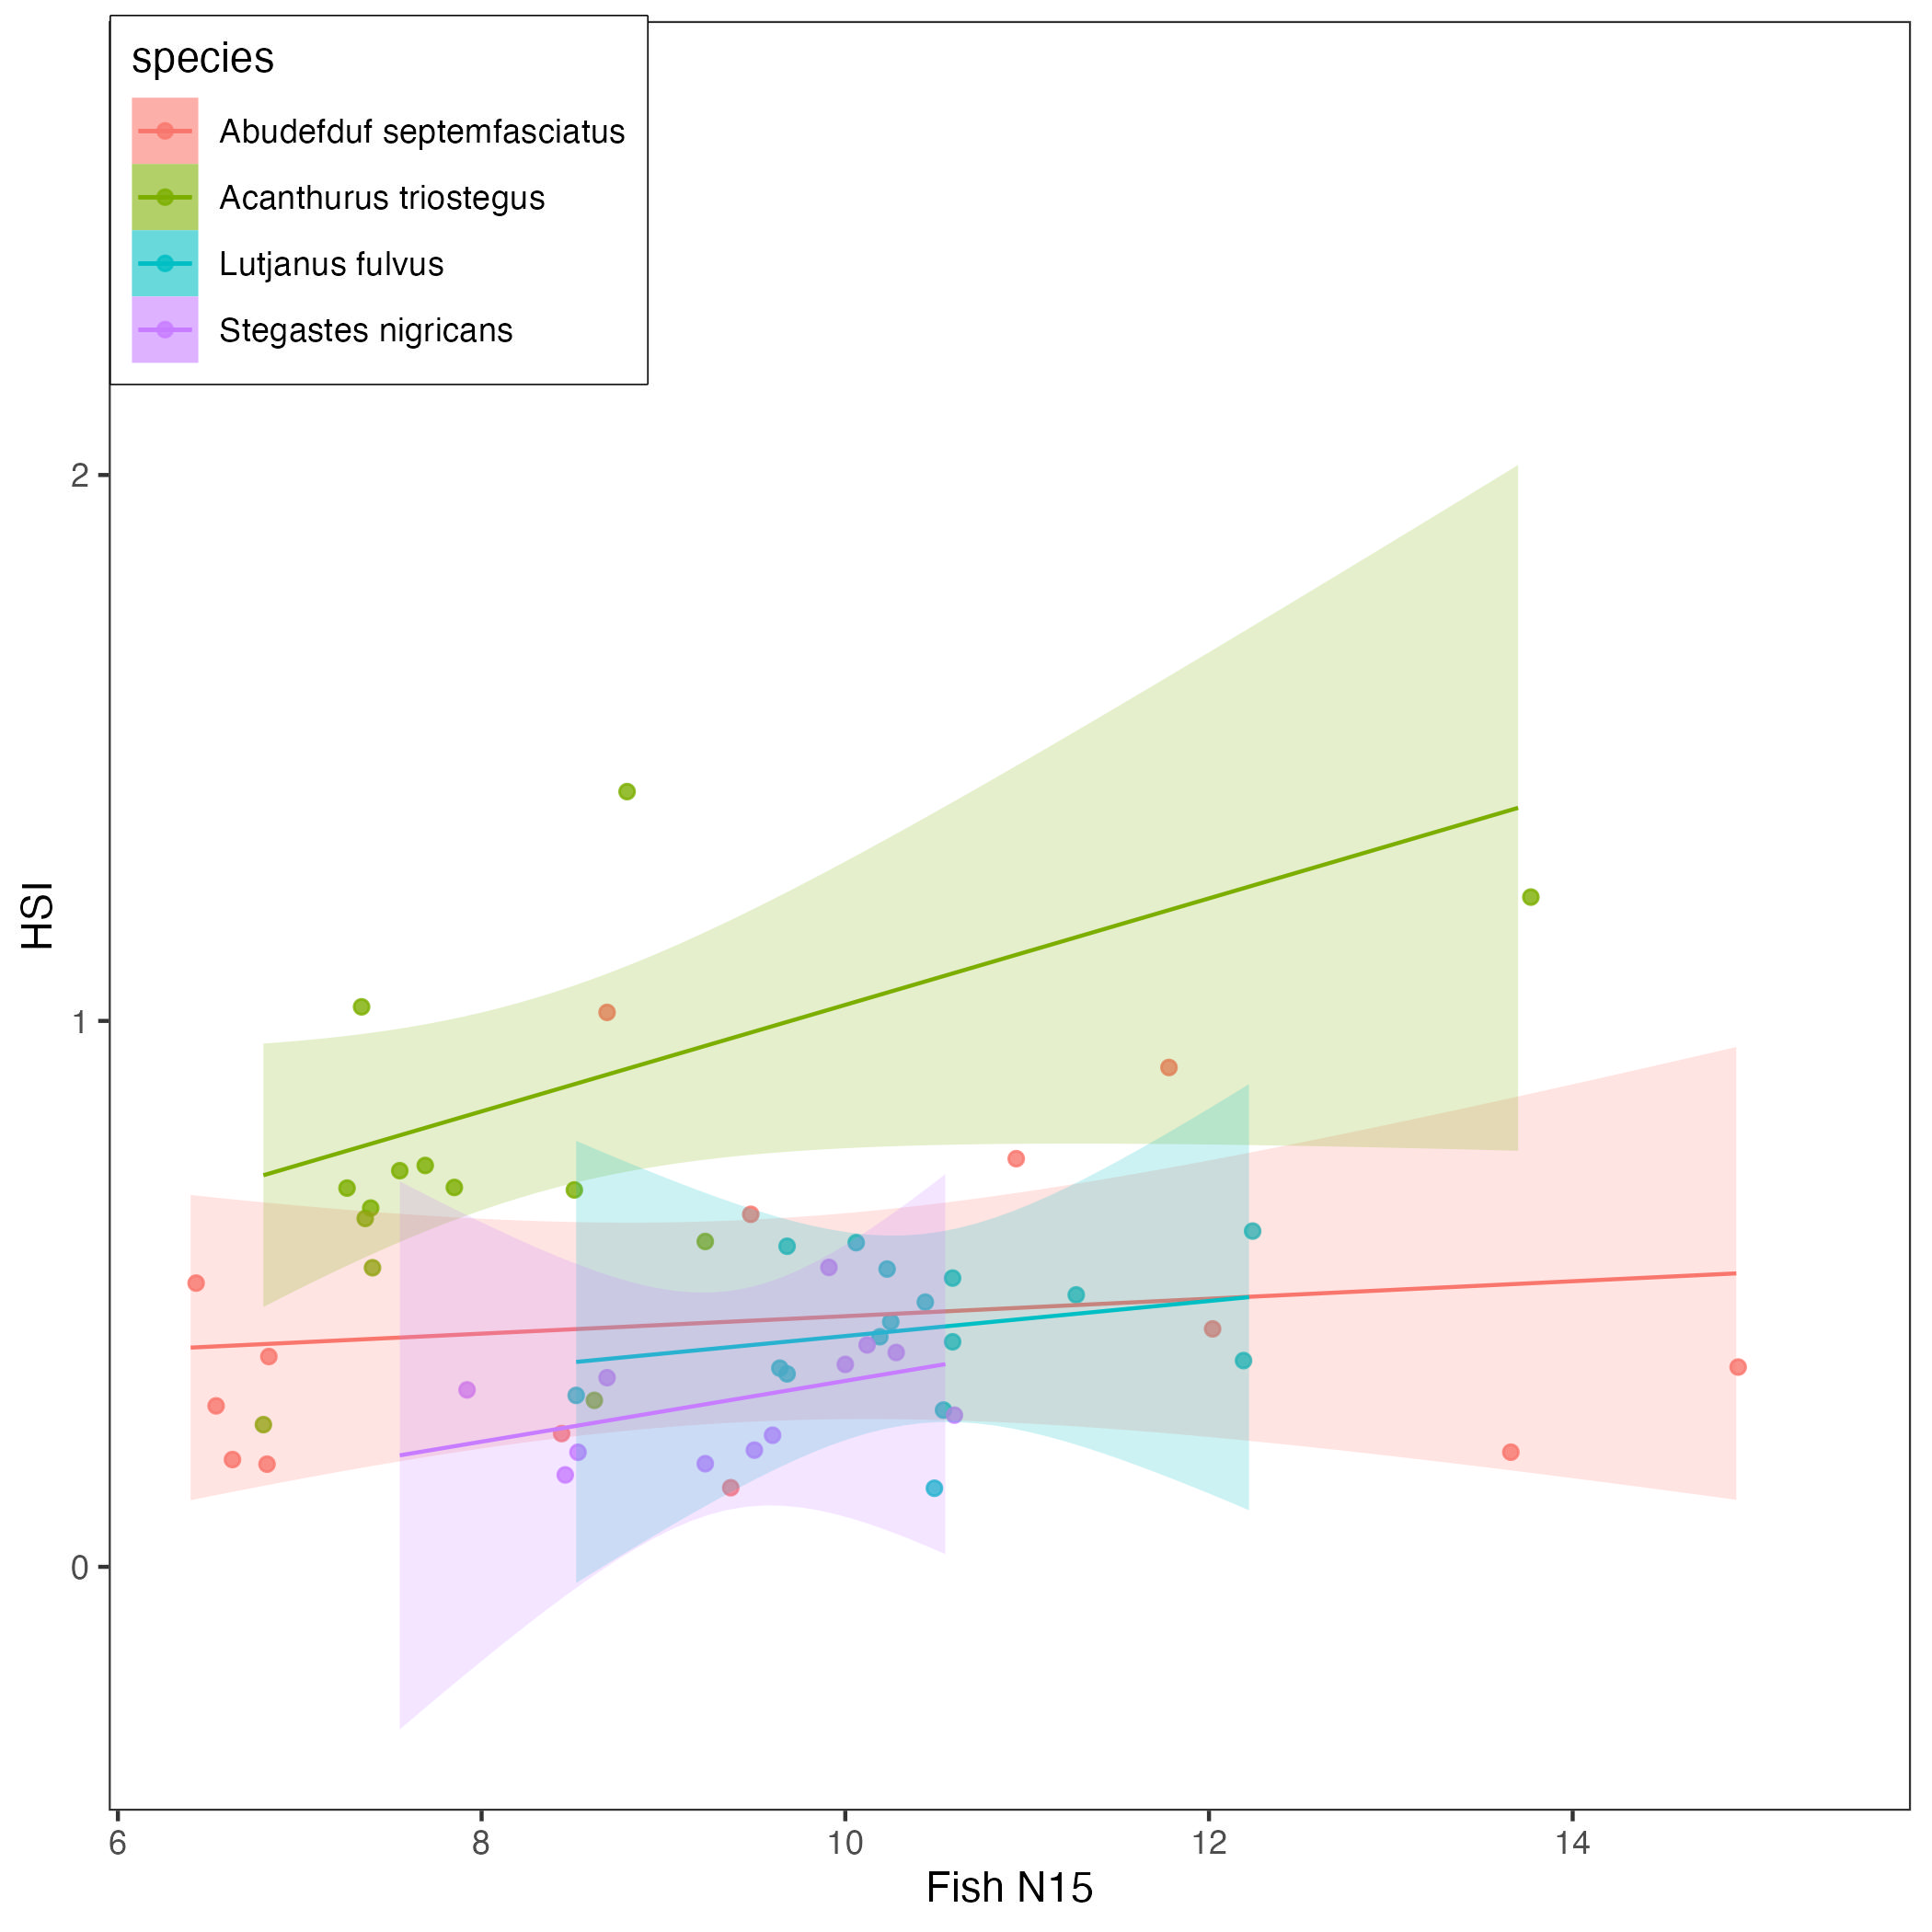 species
Abudefduf septemfasciatus
Acanthurus triostegus
Lutjanus fulvus
Stegastes nigricans
2
1
0
HSI
6 8 10 12 14
Fish N15